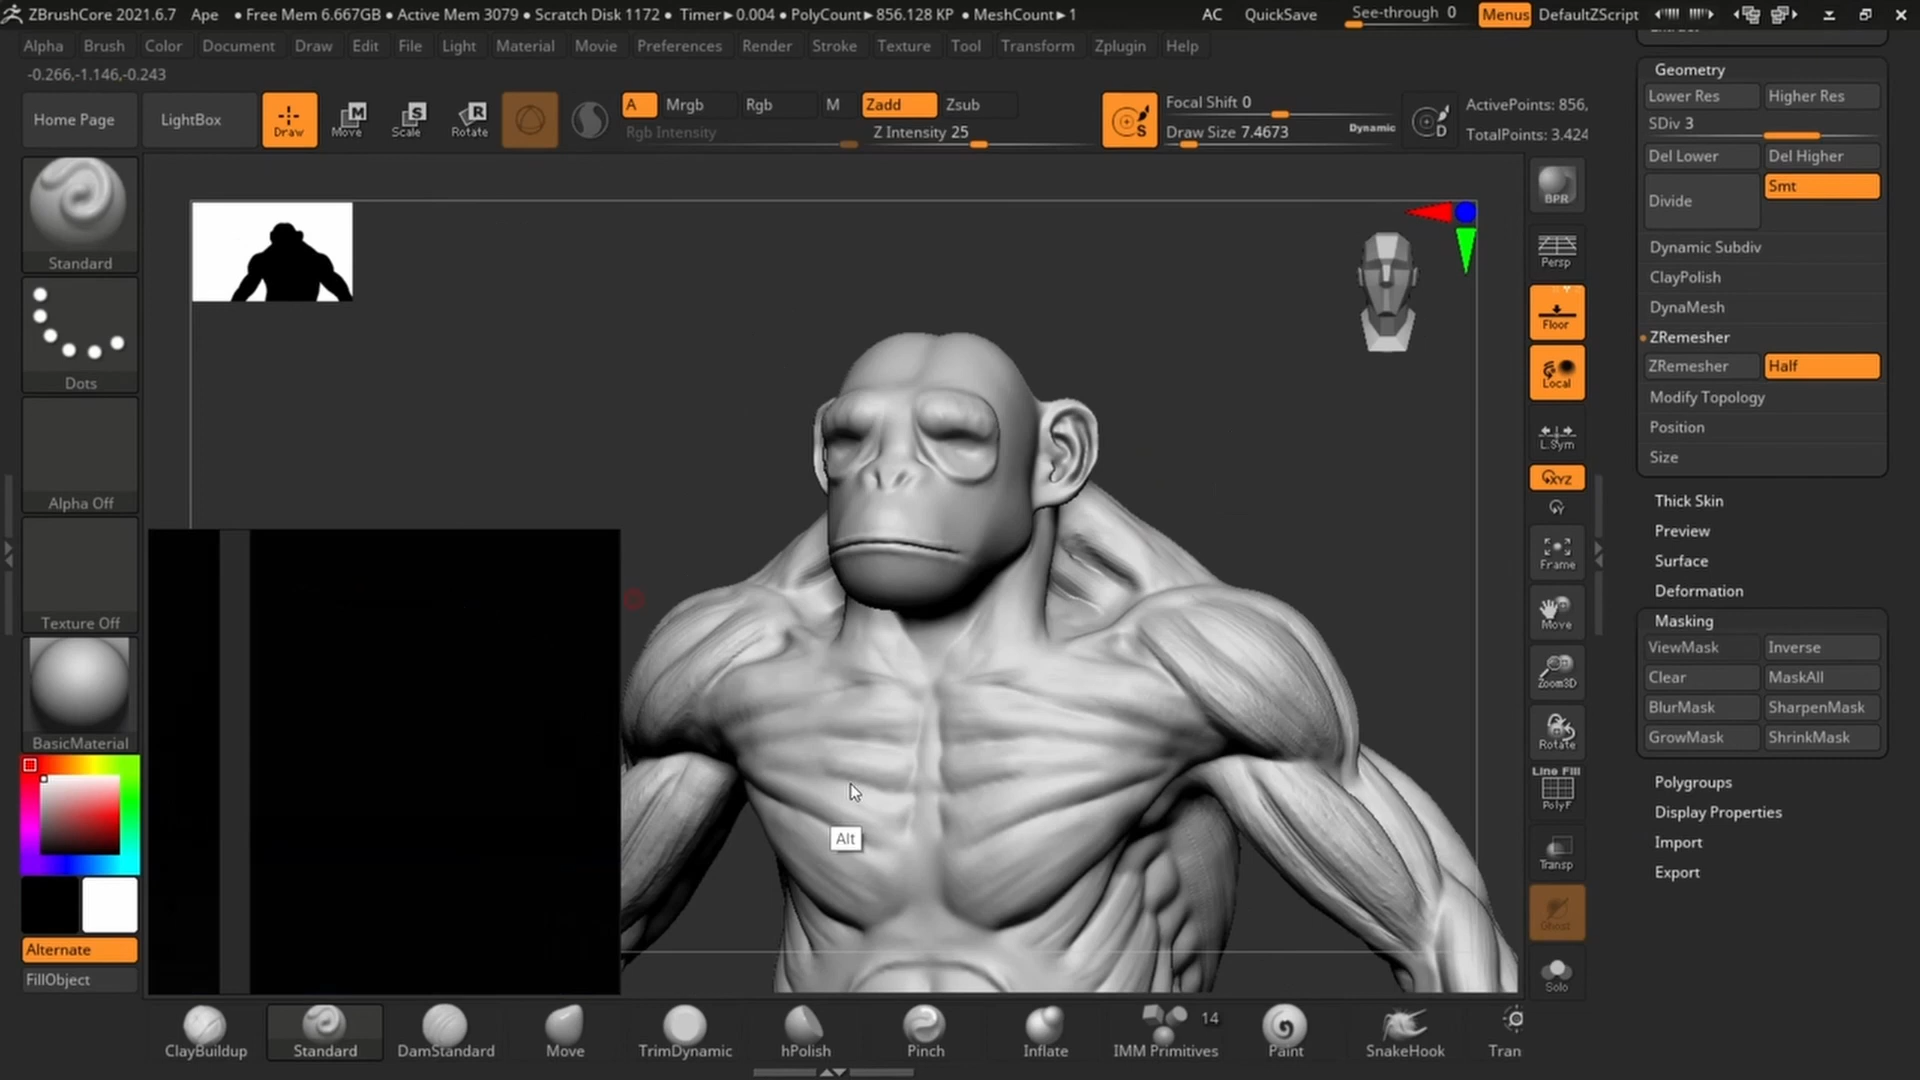 ZBrushCore 2021.6.7 Ape • Free Mem 6.667GB • Active Mem 3079 • Scratch Disk 1172 • Timer▸0.004 • PolyCount▸856.128 KP • MeshCount▸1 AC QuickSave See-through 0 Menus DefaultZScript
Alpha Brush Color Document Draw Edit File Light Material Movie Preferences Render Stroke Texture Tool Transform Zplugin Help
-0.266,-1.146,-0.243
Home Page LightBox Draw Move Scale Rotate
M S R
A Mrgb Rgb M Zadd Zsub
Rgb Intensity Z Intensity 25
S
Focal Shift 0
Draw Size 7.4673 Dynamic
D
ActivePoints: 856,
TotalPoints: 3.424
Standard
Dots
Alpha Off
Texture Off
BasicMaterial
Alternate
FillObject
Alt
BPR
Persp
Floor
Local
L.Sym
XYZ
Y
Frame
Move
Zoom3D
Rotate
Line Fill
PolyF
Transp
Ghost
Solo
Geometry
Lower Res Higher Res
SDiv 3
Del Lower Del Higher
Divide Smt
Dynamic Subdiv
ClayPolish
DynaMesh
ZRemesher
ZRemesher Half
Modify Topology
Position
Size
Thick Skin
Preview
Surface
Deformation
Masking
ViewMask Inverse
Clear MaskAll
BlurMask SharpenMask
GrowMask ShrinkMask
Polygroups
Display Properties
Import
Export
14
ClayBuildup Standard DamStandard Move TrimDynamic hPolish Pinch Inflate IMM Primitives Paint SnakeHook Tran